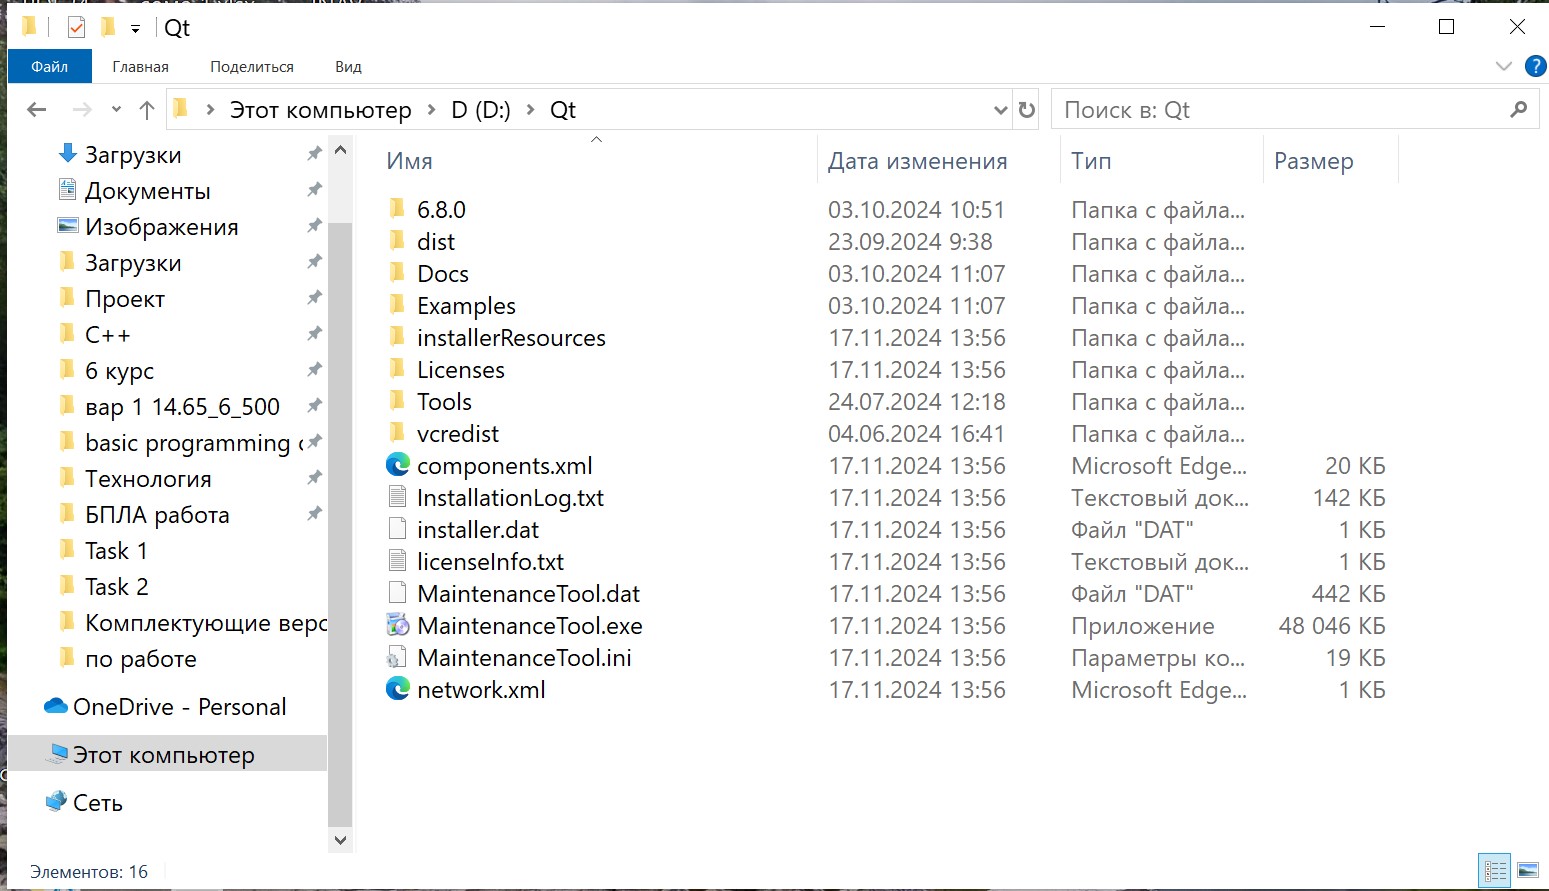 Qt
Файл Главная Поделиться Вид
Этот компьютер D (D:) Qt Поиск в: Qt
Загрузки
Документы
Изображения
Загрузки
Проект
C++
6 курс
вар 1 14.65_6_500
basic programming
Технология
БПЛА работа
Task 1
Task 2
Комплектующие верс
по работе
OneDrive - Personal
Этот компьютер
Сеть
Имя Дата изменения Тип Размер
6.8.0 03.10.2024 10:51 Папка с файла...
dist 23.09.2024 9:38 Папка с файла...
Docs 03.10.2024 11:07 Папка с файла...
Examples 03.10.2024 11:07 Папка с файла...
installerResources 17.11.2024 13:56 Папка с файла...
Licenses 17.11.2024 13:56 Папка с файла...
Tools 24.07.2024 12:18 Папка с файла...
vcredist 04.06.2024 16:41 Папка с файла...
components.xml 17.11.2024 13:56 Microsoft Edge... 20 КБ
InstallationLog.txt 17.11.2024 13:56 Текстовый док... 142 КБ
installer.dat 17.11.2024 13:56 Файл "DAT" 1 КБ
licenseInfo.txt 17.11.2024 13:56 Текстовый док... 1 КБ
MaintenanceTool.dat 17.11.2024 13:56 Файл "DAT" 442 КБ
MaintenanceTool.exe 17.11.2024 13:56 Приложение 48 046 КБ
MaintenanceTool.ini 17.11.2024 13:56 Параметры ко... 19 КБ
network.xml 17.11.2024 13:56 Microsoft Edge... 1 КБ
Элементов: 16